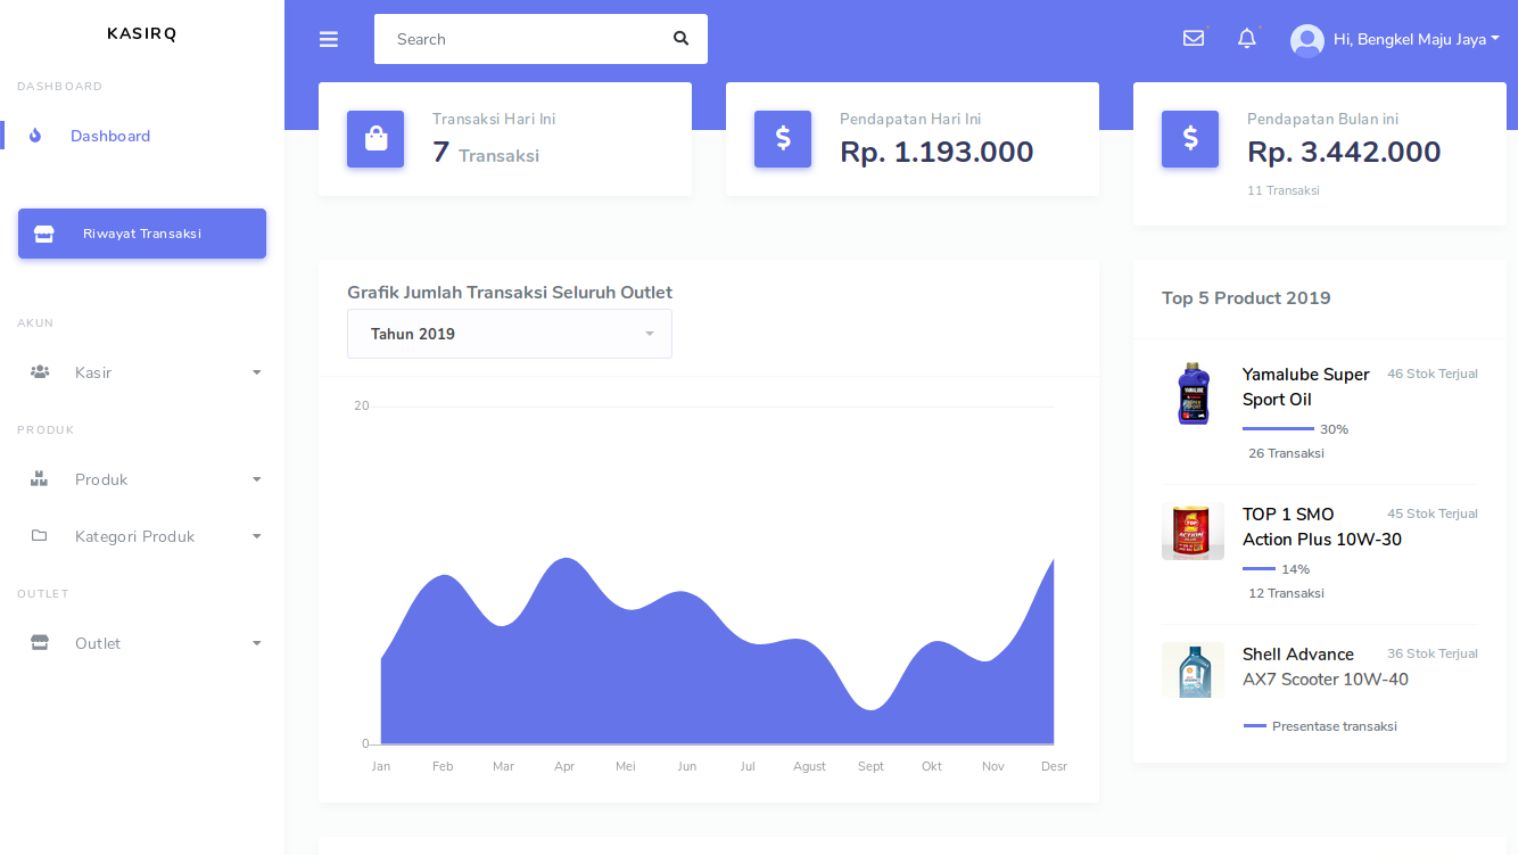 KASIRQ
DASHBOARD
Dashboard
Riwayat Transaksi
AKUN
Kasir
PRODUK
Produk
Kategori Produk
OUTLET
Outlet
Search
Hi, Bengkel Maju Jaya
Transaksi Hari Ini
7 Transaksi
Pendapatan Hari Ini
Rp. 1.193.000
Pendapatan Bulan ini
Rp. 3.442.000
11 Transaksi
Grafik Jumlah Transaksi Seluruh Outlet
Tahun 2019
20
0
Jan Feb Mar Apr Mei Jun Jul Agust Sept Okt Nov Desr
Top 5 Product 2019
Yamalube Super 46 Stok Terjual
Sport Oil
30%
26 Transaksi
TOP 1 SMO 45 Stok Terjual
Action Plus 10W-30
14%
12 Transaksi
Shell Advance 36 Stok Terjual
AX7 Scooter 10W-40
Presentase transaksi